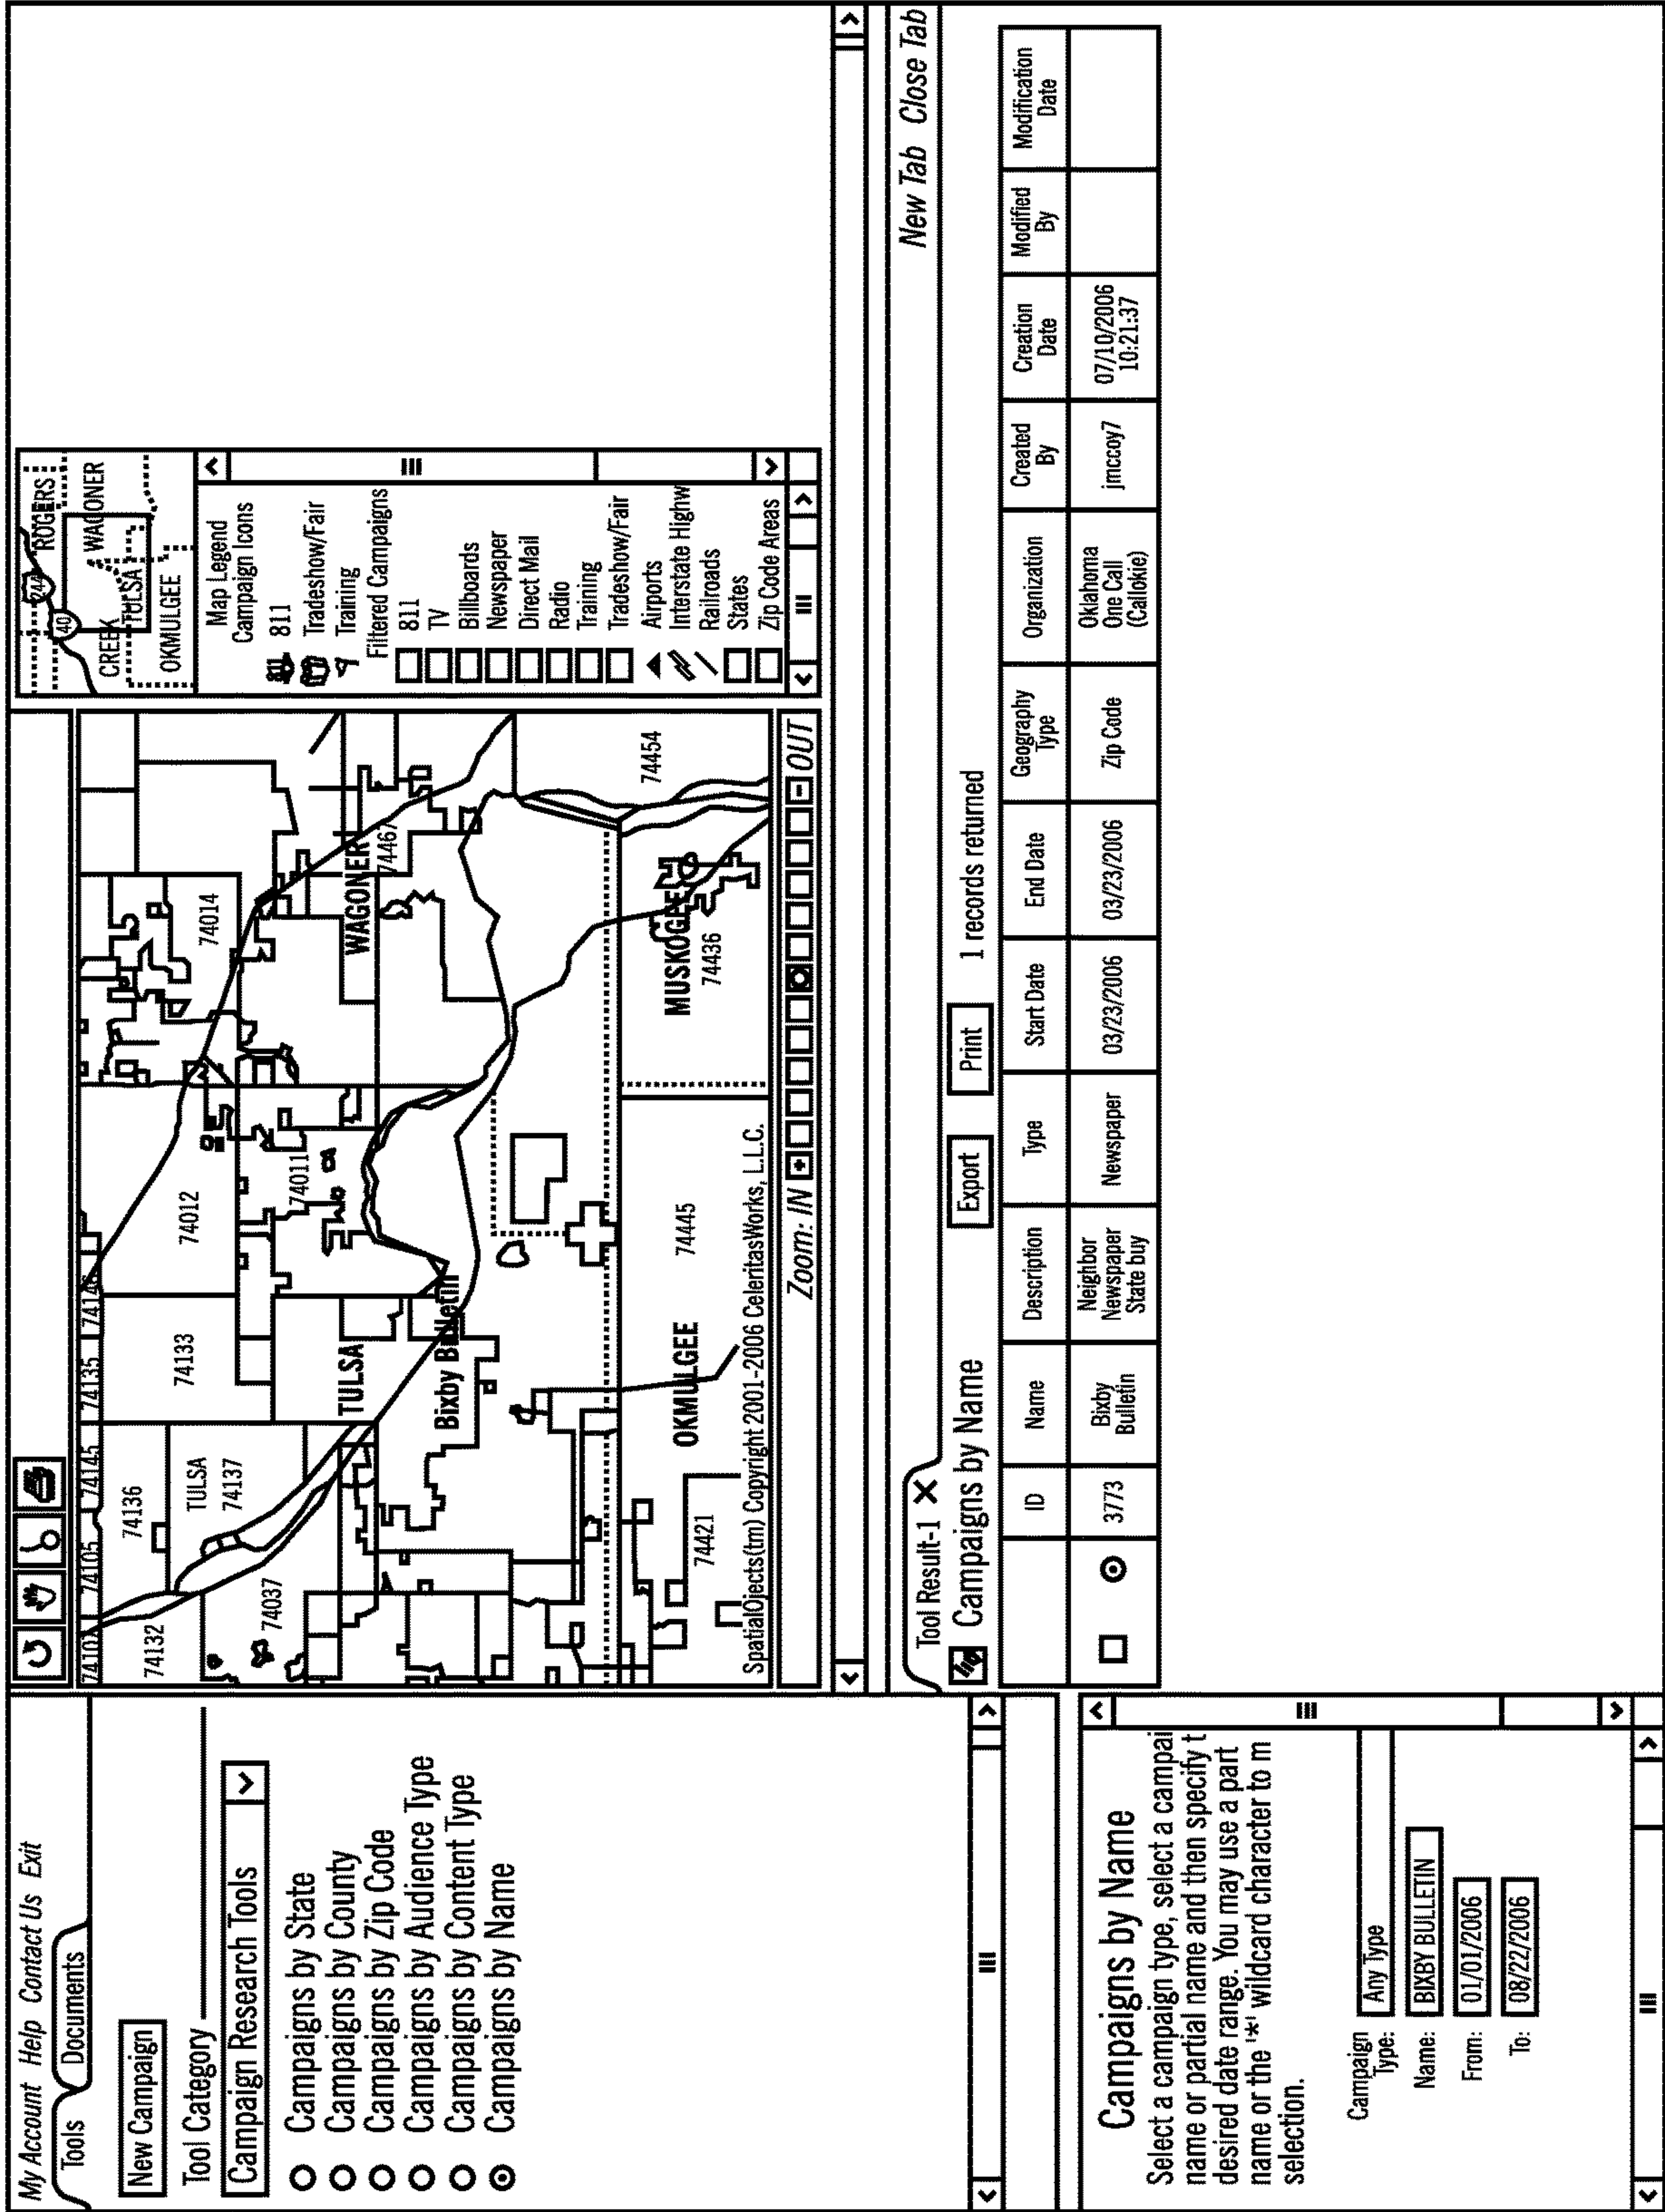 My Account Help Contact Us Exit
Tools Documents
New Campaign
Tool Category
Campaign Research Tools
Campaigns by State
Campaigns by County
Campaigns by Zip Code
Campaigns by Audience Type
Campaigns by Content Type
Campaigns by Name
Campaigns by Name
Select a campaign type, select a campai
name or partial name and then specify t
desired date range. You may use a part
name or the '*' wildcard character to m
selection.
Campaign Type: Any Type
Name: BIXBY BULLETIN
From: 01/01/2006
To: 08/22/2006
74107 74105 74145 74135 74146
74132 74136 74133 74012 74014
TULSA
74137
74037
74011
TULSA
WAGONER
74467
Bixby Bulletin
OKMULGEE
MUSKOGEE
74421
74445
74436
74454
SpatialOjects(tm) Copyright 2001-2006 CeleritasWorks, L.L.C.
Zoom: IN OUT
244
ROGERS
40
CREEK
TULSA
WAGONER
OKMULGEE
Map Legend
Campaign Icons
811 811
Tradeshow/Fair
Training
Filtered Campaigns
811
TV
Billboards
Newspaper
Direct Mail
Radio
Training
Tradeshow/Fair
Airports
Interstate Highw
Railroads
States
Zip Code Areas
Tool Result-1 X
New Tab Close Tab
Campaigns by Name Export Print 1 records returned
ID Name Description Type Start Date End Date Geography Type Organization Created By Creation Date Modified By Modification Date
3773 Bixby Bulletin Neighbor Newspaper State buy Newspaper 03/23/2006 03/23/2006 Zip Code Oklahoma One Call (Callokie) jmccoy7 07/10/2006 10:21:37